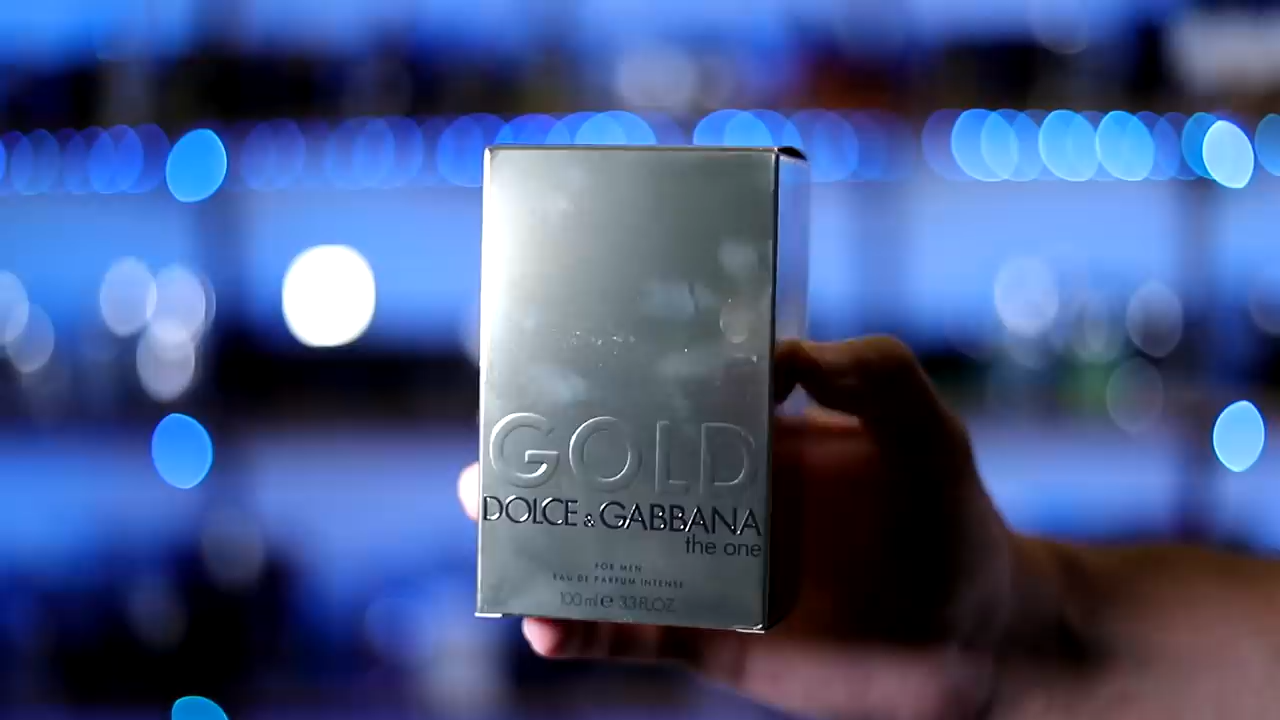 GOLD
DOLCE & GABBANA
the one
FOR MEN
EAU DE PARFUM INTENSE
100 ml e 3.3 FL.OZ.